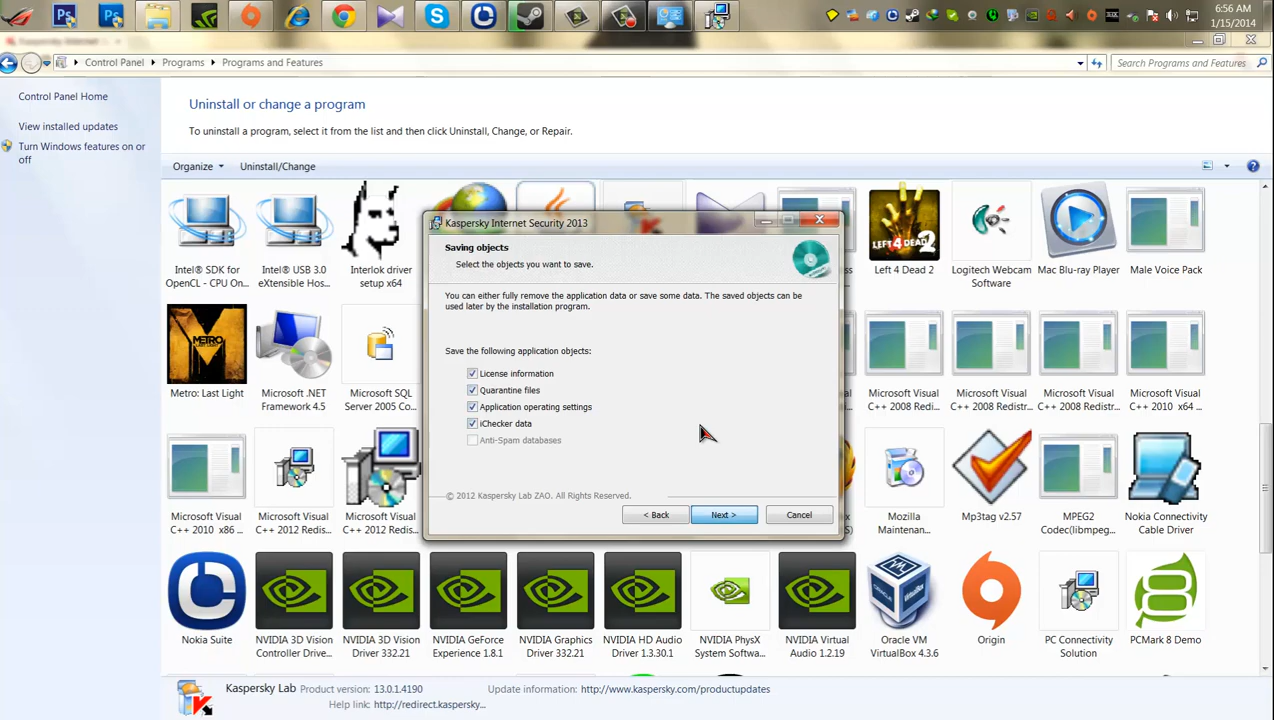 6:56 AM
1/15/2014
Control Panel
Programs
Programs and Features
Search Programs and Features
Control Panel Home
View installed updates
Turn Windows features on or
off
Uninstall or change a program
To uninstall a program, select it from the list and then click Uninstall, Change, or Repair.
Organize
Uninstall/Change
Intel® SDK for
OpenCL - CPU On...
Intel® USB 3.0
eXtensible Hos...
Interlok driver
setup x64
Left 4 Dead 2
Logitech Webcam
Software
Mac Blu-ray Player
Male Voice Pack
Kaspersky Internet Security 2013
Saving objects
Select the objects you want to save.
You can either fully remove the application data or save some data. The saved objects can be
used later by the installation program.
Save the following application objects:
License information
Quarantine files
Application operating settings
iChecker data
Anti-Spam databases
© 2012 Kaspersky Lab ZAO. All Rights Reserved.
< Back
Next >
Cancel
METRO
LAST LIGHT
Metro: Last Light
Microsoft .NET
Framework 4.5
Microsoft SQL
Server 2005 Co...
Microsoft Visual
C++ 2008 Redi...
Microsoft Visual
C++ 2008 Redistr...
Microsoft Visual
C++ 2008 Redistr...
Microsoft Visual
C++ 2010 x64 ...
Microsoft Visual
C++ 2010 x86 ...
Microsoft Visual
C++ 2012 Redis...
Microsoft Visual
C++ 2012 Redis...
Mozilla
Maintenan...
Mp3tag v2.57
MPEG2
Codec(libmpeg...
Nokia Connectivity
Cable Driver
Nokia Suite
NVIDIA 3D Vision
Controller Drive...
NVIDIA 3D Vision
Driver 332.21
NVIDIA GeForce
Experience 1.8.1
NVIDIA Graphics
Driver 332.21
NVIDIA HD Audio
Driver 1.3.30.1
NVIDIA PhysX
System Softwa...
NVIDIA Virtual
Audio 1.2.19
Oracle VM
VirtualBox 4.3.6
Origin
PC Connectivity
Solution
PCMark 8 Demo
Kaspersky Lab
Product version: 13.0.1.4190
Update information: http://www.kaspersky.com/productupdates
Help link: http://redirect.kaspersky...